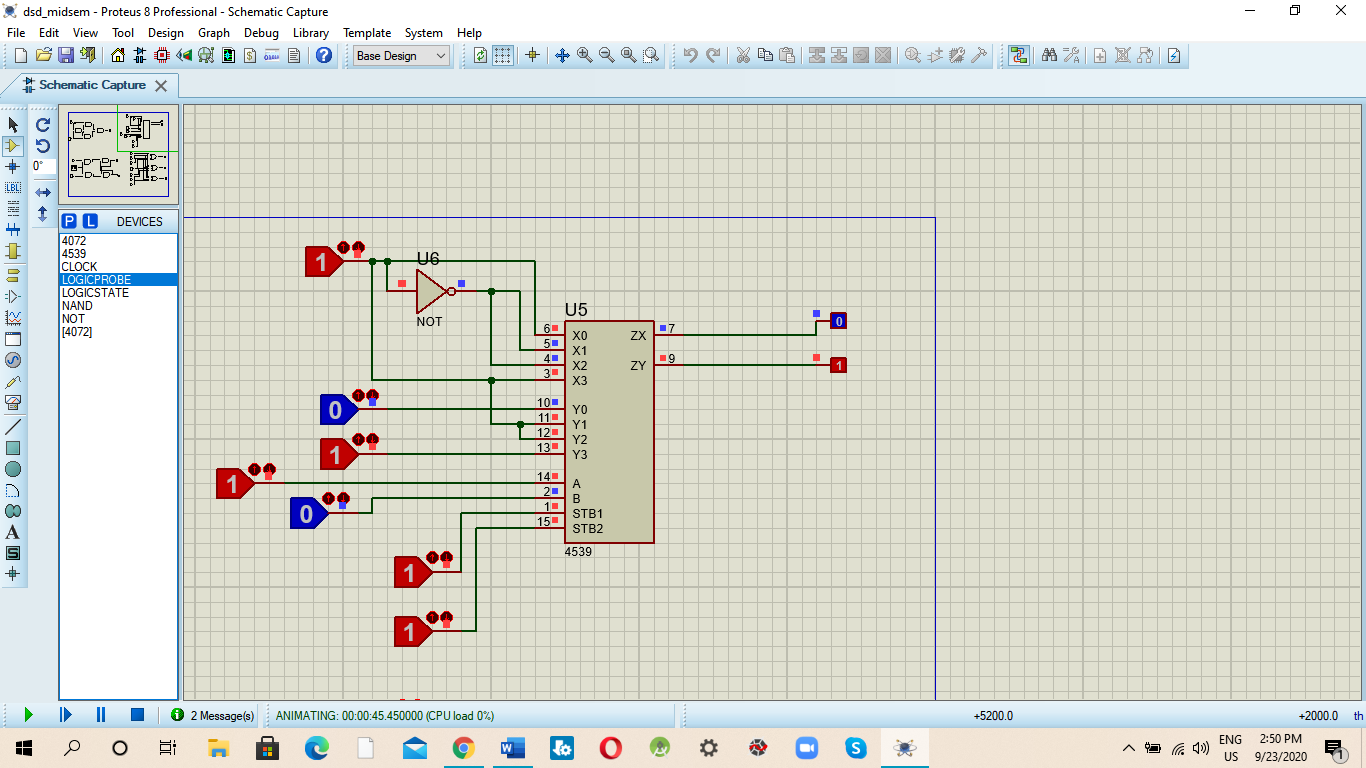 dsd_midsem - Proteus 8 Professional - Schematic Capture
File Edit View Tool Design Graph Debug Library Template System Help
Base Design
Schematic Capture
0°
LBL
P L DEVICES
4072
4539
CLOCK
LOGICPROBE
LOGICSTATE
NAND
NOT
[4072]
A
S
1
U6
NOT
U5
6 X0 ZX 7 0
5 X1
4 X2 ZY 9 1
3 X3
0 10 Y0
11 Y1
12 Y2
1 13 Y3
1 14 A
0 2 B
1 STB1
15 STB2
4539
1
1
2 Message(s) ANIMATING: 00:00:45.450000 (CPU load 0%) +5200.0 +2000.0 th
ENG 2:50 PM
US 9/23/2020 1